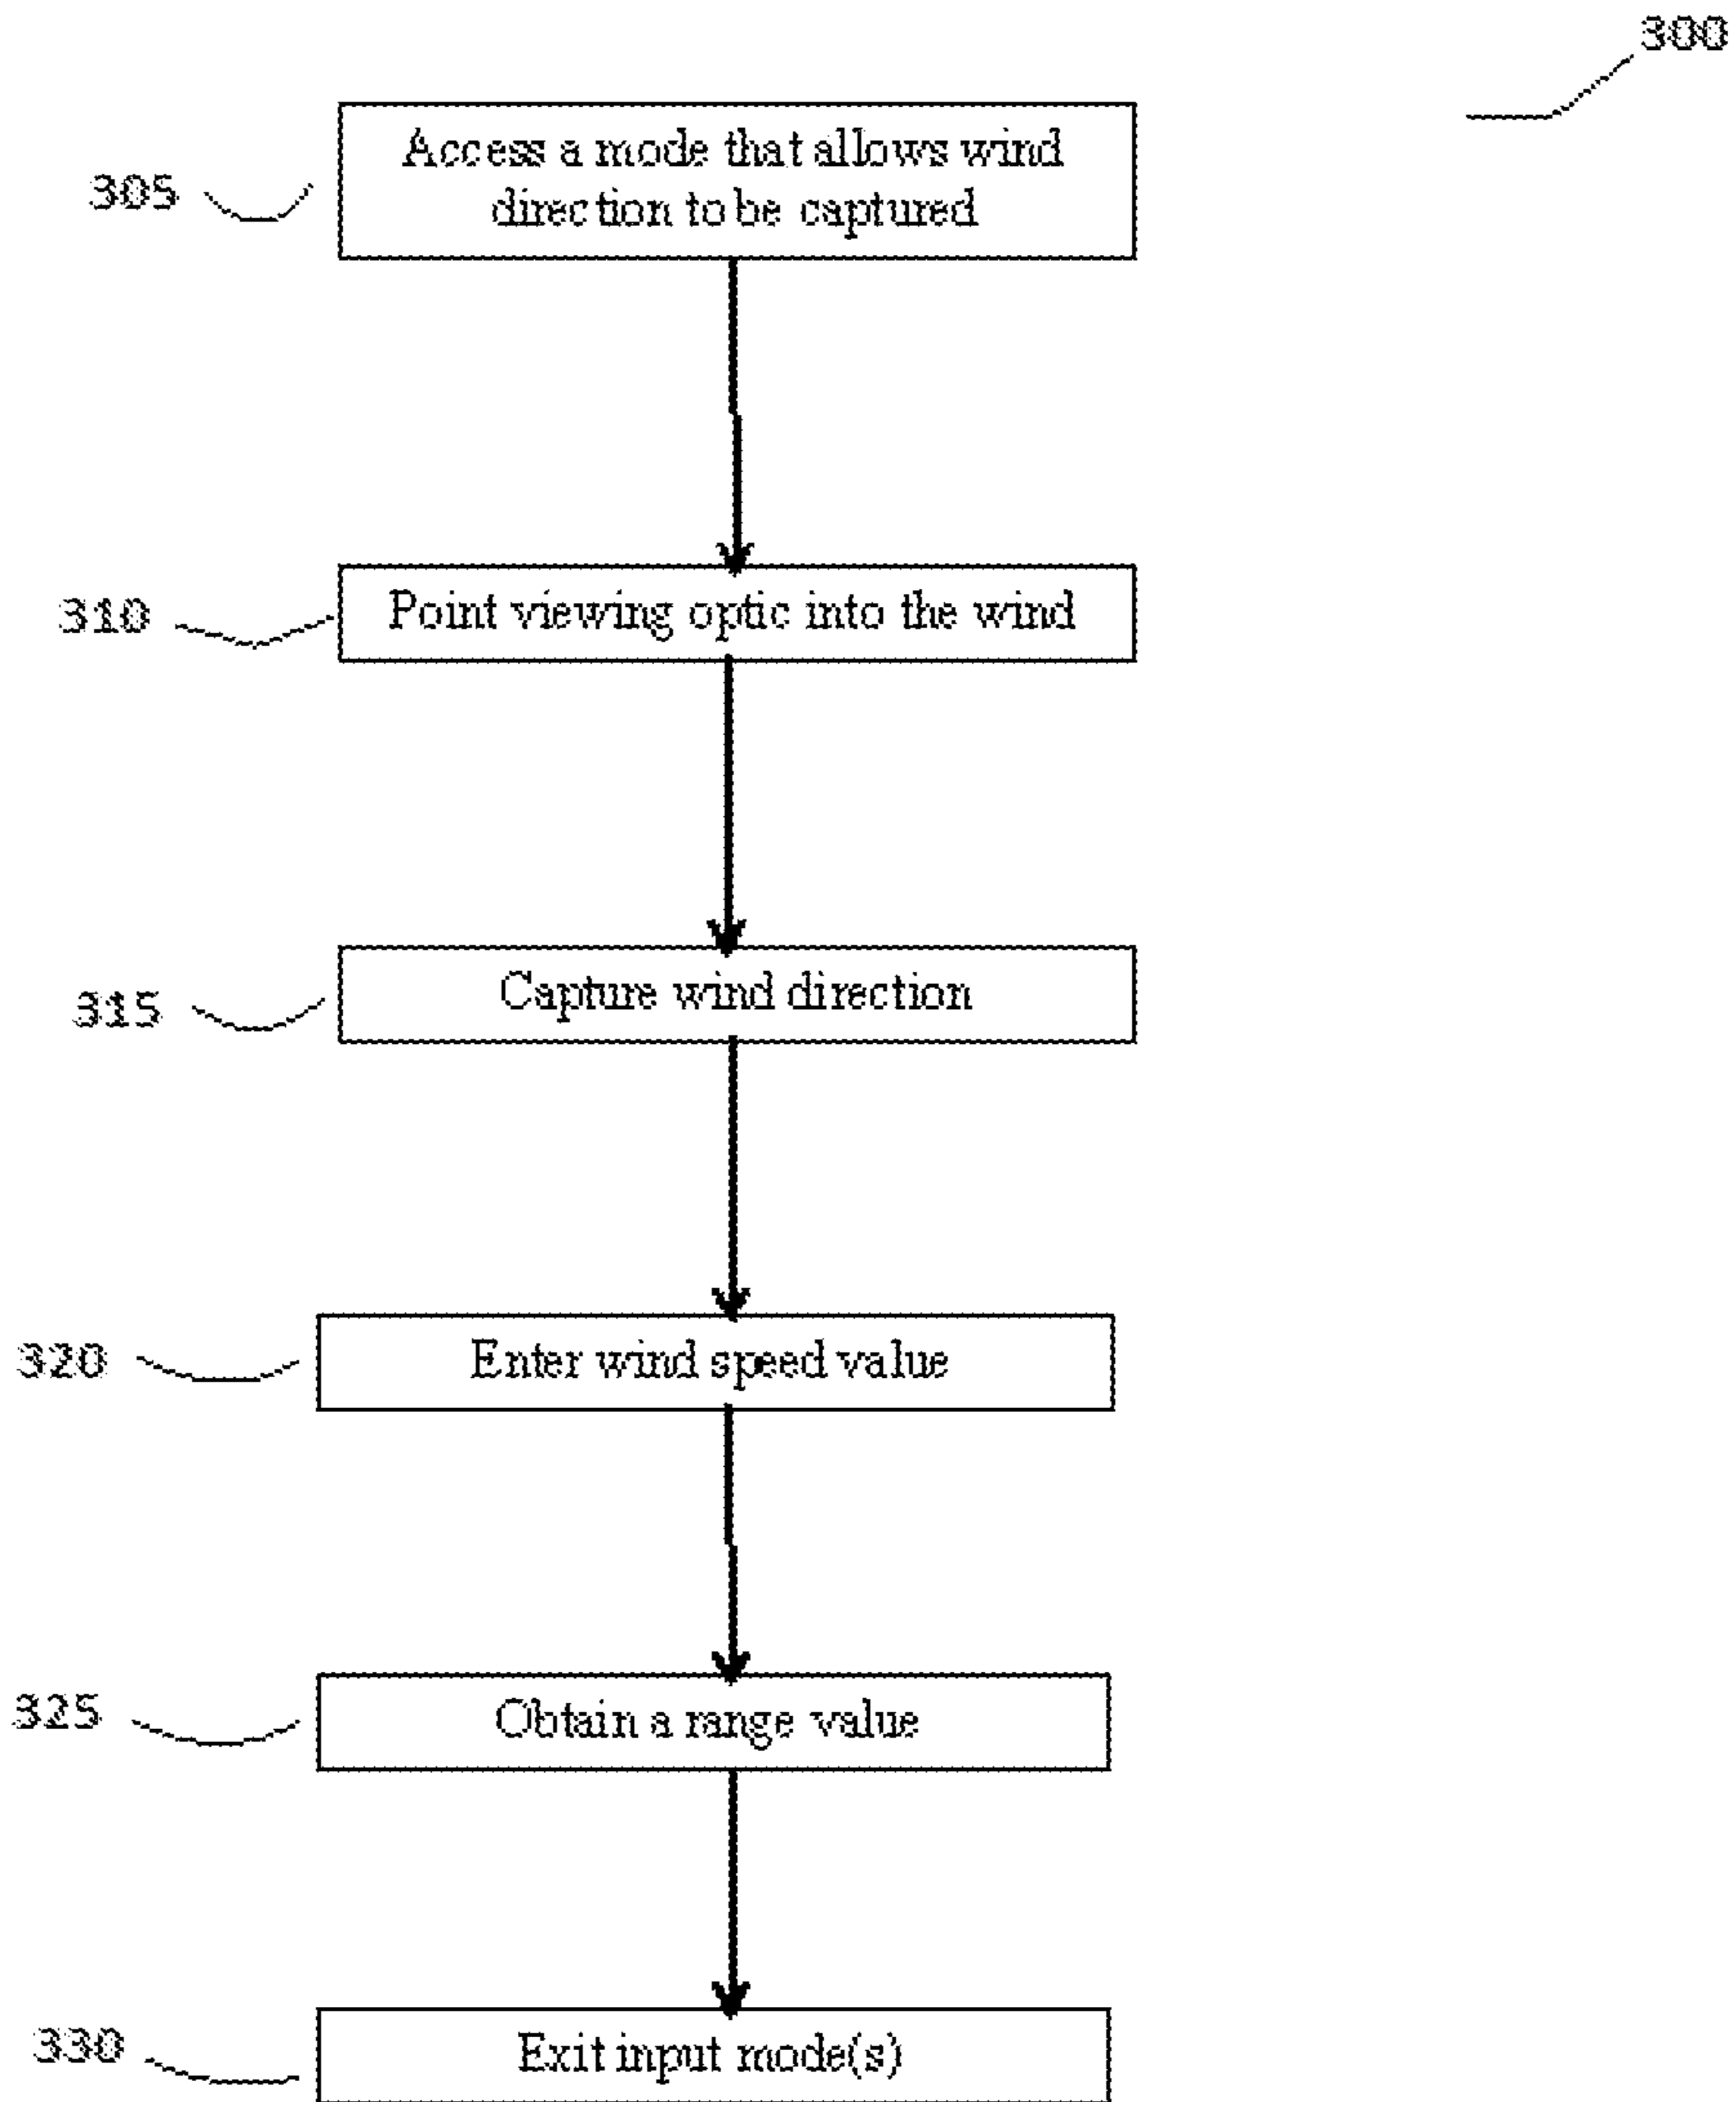 300
305
Access a mode that allows wind
direction to be captured
310
Point viewing optic into the wind
315
Capture wind direction
320
Enter wind speed value
325
Obtain a range value
330
Exit input mode(s)